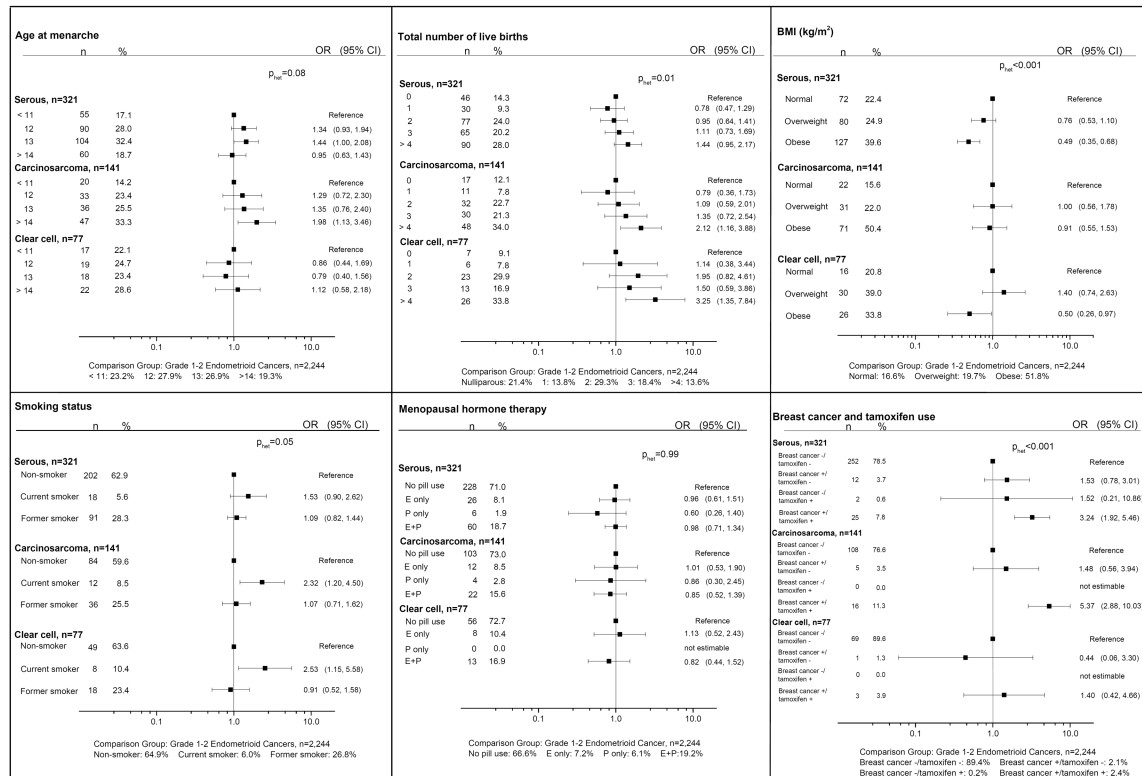 Age at menarche
n % OR (95% CI)
p_het=0.08
Serous, n=321
< 11 55 17.1 Reference
12 90 28.0 1.34 (0.93, 1.94)
13 104 32.4 1.44 (1.00, 2.08)
> 14 60 18.7 0.95 (0.63, 1.43)
Carcinosarcoma, n=141
< 11 20 14.2 Reference
12 33 23.4 1.29 (0.72, 2.30)
13 36 25.5 1.35 (0.76, 2.40)
> 14 47 33.3 1.98 (1.13, 3.46)
Clear cell, n=77
< 11 17 22.1 Reference
12 19 24.7 0.86 (0.44, 1.69)
13 18 23.4 0.79 (0.40, 1.56)
> 14 22 28.6 1.12 (0.58, 2.18)
0.1 1.0 10.0
Comparison Group: Grade 1-2 Endometrioid Cancers, n=2,244
< 11: 23.2% 12: 27.9% 13: 26.9% >14: 19.3%
Total number of live births
n % OR (95% CI)
p_het=0.01
Serous, n=321
0 46 14.3 Reference
1 30 9.3 0.78 (0.47, 1.29)
2 77 24.0 0.95 (0.64, 1.41)
3 65 20.2 1.11 (0.73, 1.69)
> 4 90 28.0 1.44 (0.95, 2.17)
Carcinosarcoma, n=141
0 17 12.1 Reference
1 11 7.8 0.79 (0.36, 1.73)
2 32 22.7 1.09 (0.59, 2.01)
3 30 21.3 1.35 (0.72, 2.54)
> 4 48 34.0 2.12 (1.16, 3.88)
Clear cell, n=77
0 7 9.1 Reference
1 6 7.8 1.14 (0.38, 3.44)
2 23 29.9 1.95 (0.82, 4.61)
3 13 16.9 1.50 (0.59, 3.86)
> 4 26 33.8 3.25 (1.35, 7.84)
0.1 1.0 10.0
Comparison Group: Grade 1-2 Endometrioid Cancers, n=2,244
Nulliparous: 21.4% 1: 13.8% 2: 29.3% 3: 18.4% >4: 13.6%
BMI (kg/m²)
n % OR (95% CI)
p_het<0.001
Serous, n=321
Normal 72 22.4 Reference
Overweight 80 24.9 0.76 (0.53, 1.10)
Obese 127 39.6 0.49 (0.35, 0.68)
Carcinosarcoma, n=141
Normal 22 15.6 Reference
Overweight 31 22.0 1.00 (0.56, 1.78)
Obese 71 50.4 0.91 (0.55, 1.53)
Clear cell, n=77
Normal 16 20.8 Reference
Overweight 30 39.0 1.40 (0.74, 2.63)
Obese 26 33.8 0.50 (0.26, 0.97)
0.1 1.0 10.0
Comparison Group: Grade 1-2 Endometrioid Cancers, n=2,244
Normal: 16.6% Overweight: 19.7% Obese: 51.8%
Smoking status
n % OR (95% CI)
p_het=0.05
Serous, n=321
Non-smoker 202 62.9 Reference
Current smoker 18 5.6 1.53 (0.90, 2.62)
Former smoker 91 28.3 1.09 (0.82, 1.44)
Carcinosarcoma, n=141
Non-smoker 84 59.6 Reference
Current smoker 12 8.5 2.32 (1.20, 4.50)
Former smoker 36 25.5 1.07 (0.71, 1.62)
Clear cell, n=77
Non-smoker 49 63.6 Reference
Current smoker 8 10.4 2.53 (1.15, 5.58)
Former smoker 18 23.4 0.91 (0.52, 1.58)
0.1 1.0 10.0
Comparison Group: Grade 1-2 Endometrioid Cancers, n=2,244
Non-smoker: 64.9% Current smoker: 6.0% Former smoker: 26.8%
Menopausal hormone therapy
n % OR (95% CI)
p_het=0.99
Serous, n=321
No pill use 228 71.0 Reference
E only 26 8.1 0.96 (0.61, 1.51)
P only 6 1.9 0.60 (0.26, 1.40)
E+P 60 18.7 0.98 (0.71, 1.34)
Carcinosarcoma, n=141
No pill use 103 73.0 Reference
E only 12 8.5 1.01 (0.53, 1.90)
P only 4 2.8 0.86 (0.30, 2.45)
E+P 22 15.6 0.85 (0.52, 1.39)
Clear cell, n=77
No pill use 56 72.7 Reference
E only 8 10.4 1.13 (0.52, 2.43)
P only 0 0.0 not estimable
E+P 13 16.9 0.82 (0.44, 1.52)
0.1 1.0 10.0
Comparison Group: Grade 1-2 Endometrioid Cancers, n=2,244
No pill use: 66.6% E only: 7.2% P only: 6.1% E+P:19.2%
Breast cancer and tamoxifen use
n % OR (95% CI)
p_het<0.001
Serous, n=321
Breast cancer -/
tamoxifen - 252 78.5 Reference
Breast cancer +/
tamoxifen - 12 3.7 1.53 (0.78, 3.01)
Breast cancer -/
tamoxifen + 2 0.6 1.52 (0.21, 10.86)
Breast cancer +/
tamoxifen + 25 7.8 3.24 (1.92, 5.46)
Carcinosarcoma, n=141
Breast cancer -/
tamoxifen - 108 76.6 Reference
Breast cancer +/
tamoxifen - 5 3.5 1.48 (0.56, 3.94)
Breast cancer -/
tamoxifen + 0 0.0 not estimable
Breast cancer +/
tamoxifen + 16 11.3 5.37 (2.88, 10.03)
Clear cell, n=77
Breast cancer -/
tamoxifen - 69 89.6 Reference
Breast cancer +/
tamoxifen - 1 1.3 0.44 (0.06, 3.30)
Breast cancer -/
tamoxifen + 0 0.0 not estimable
Breast cancer +/
tamoxifen + 3 3.9 1.40 (0.42, 4.66)
0.1 1.0 10.0
Comparison Group: Grade 1-2 Endometrioid Cancers, n=2,244
Breast cancer -/tamoxifen -: 89.4% Breast cancer +/tamoxifen -: 2.1%
Breast cancer -/tamoxifen +: 0.2% Breast cancer +/tamoxifen +: 2.4%